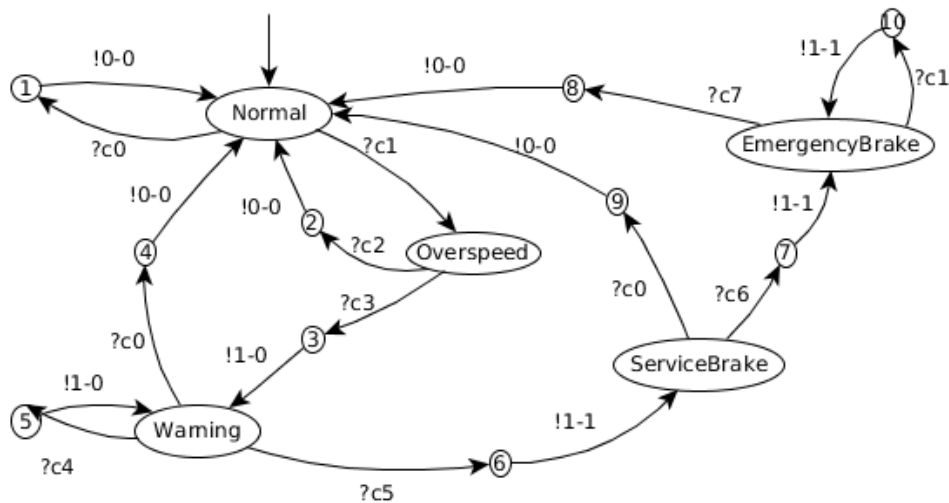 10
!1-1
!0-0
!0-0
?c1
1
8
?c7
Normal
EmergencyBrake
?c0
?c1
!0-0
!0-0
!0-0
9
!1-1
2
?c2
4
Overspeed
7
?c0
?c6
?c3
?c0
3
!1-0
ServiceBrake
!1-0
5
Warning
!1-1
6
?c4
?c5